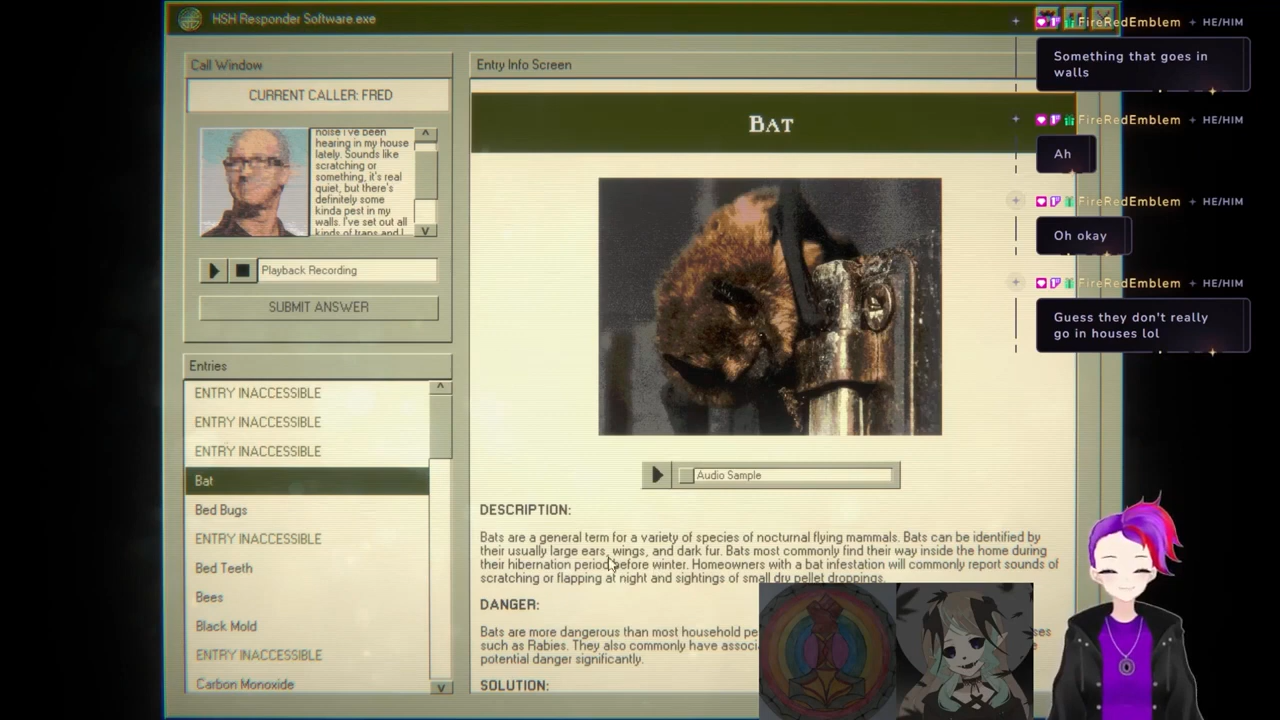 HSH Responder Software.exe
Call Window
CURRENT CALLER: FRED
noise I've been
hearing in my house
lately. Sounds like
scratching or
something, it's real
quiet, but there's
definitely some
kinda pest in my
walls. I've set out all
kinds of traps and I
Playback Recording
SUBMIT ANSWER
Entries
ENTRY INACCESSIBLE
ENTRY INACCESSIBLE
ENTRY INACCESSIBLE
Bat
Bed Bugs
ENTRY INACCESSIBLE
Bed Teeth
Bees
Black Mold
ENTRY INACCESSIBLE
Carbon Monoxide
Entry Info Screen
BAT
Audio Sample
DESCRIPTION:
Bats are a general term for a variety of species of nocturnal flying mammals. Bats can be identified by
their usually large ears, wings, and dark fur. Bats most commonly find their way inside the home during
their hibernation period before winter. Homeowners with a bat infestation will commonly report sounds of
scratching or flapping at night and sightings of small dry pellet droppings.
DANGER:
Bats are more dangerous than most household
such as Rabies. They also commonly have
potential danger significantly.
SOLUTION:
FireRedEmblem + HE/HIM
Something that goes in
walls
FireRedEmblem + HE/HIM
Ah
FireRedEmblem + HE/HIM
Oh okay
FireRedEmblem + HE/HIM
Guess they don't really
go in houses lol